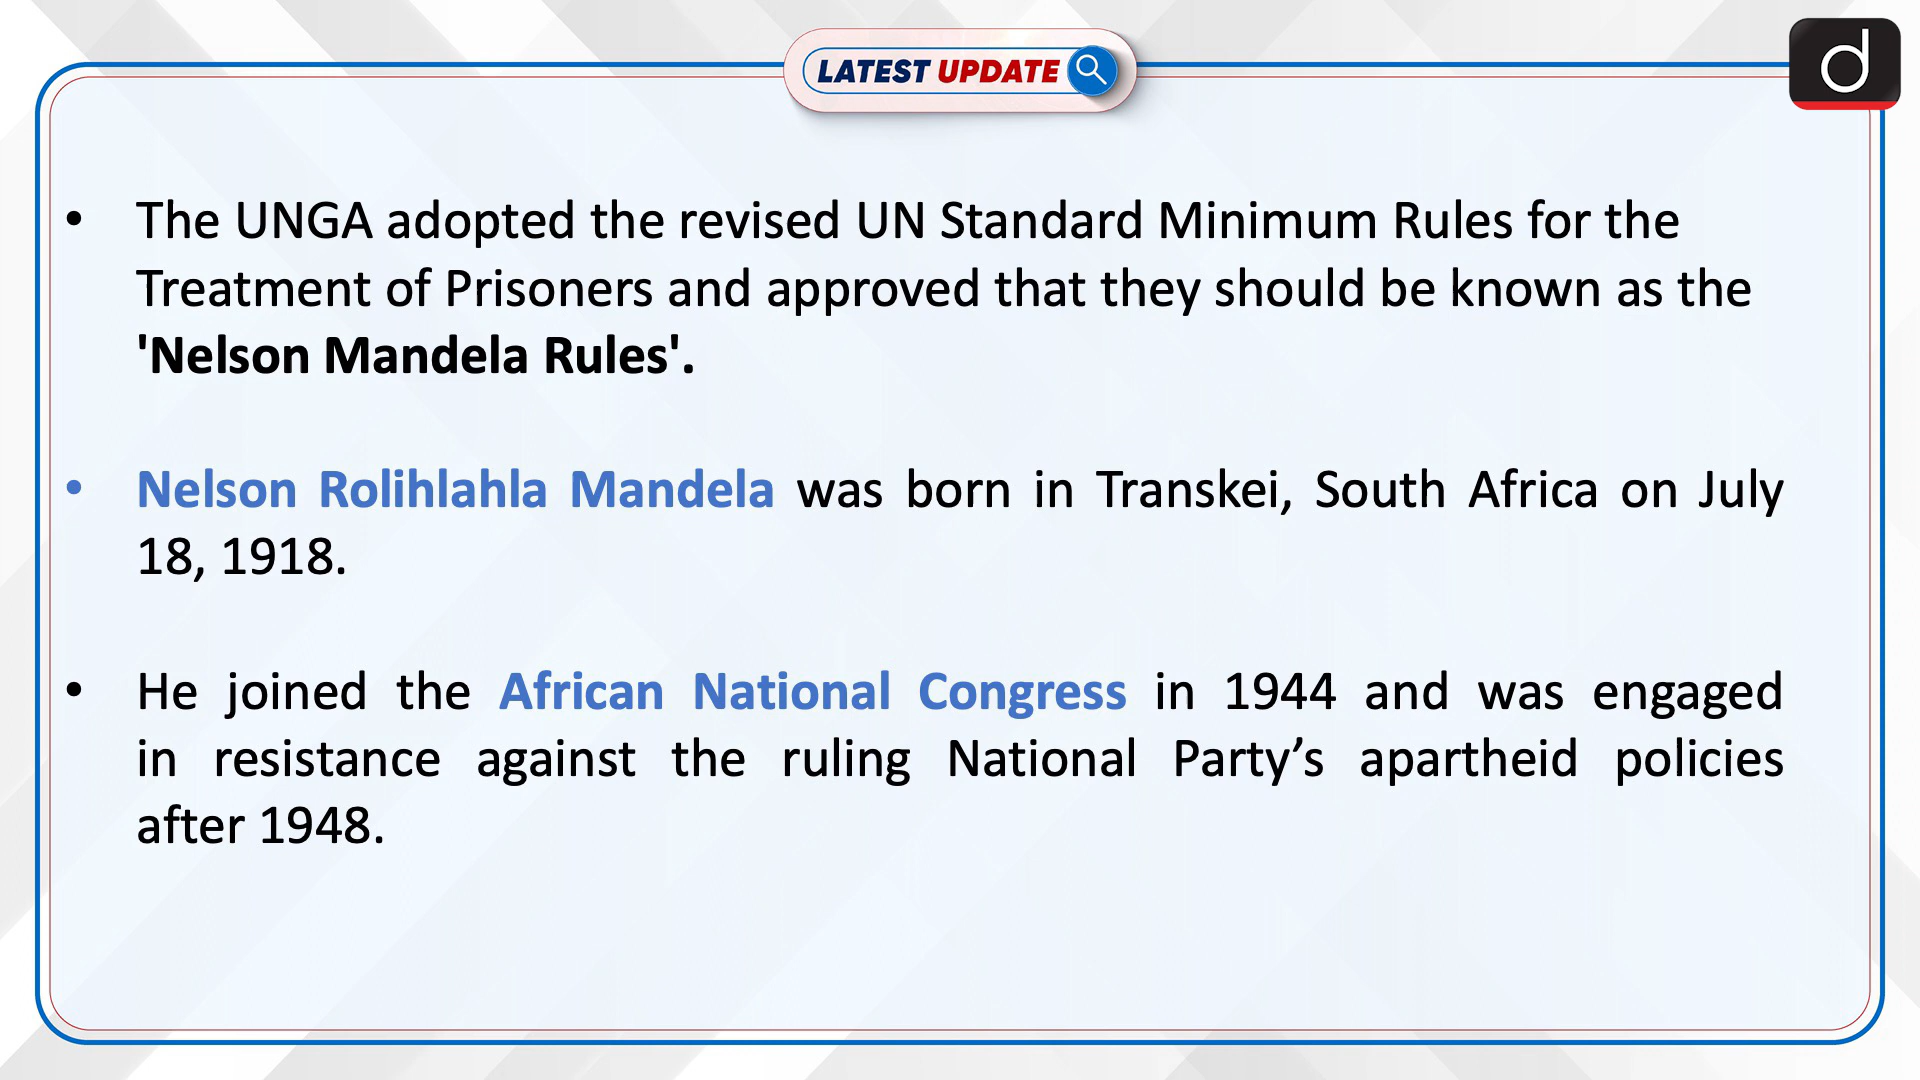 LATEST UPDATE
d
• The UNGA adopted the revised UN Standard Minimum Rules for the
Treatment of Prisoners and approved that they should be known as the
'Nelson Mandela Rules'.
• Nelson Rolihlahla Mandela was born in Transkei, South Africa on July
18, 1918.
• He joined the African National Congress in 1944 and was engaged
in resistance against the ruling National Party’s apartheid policies
after 1948.